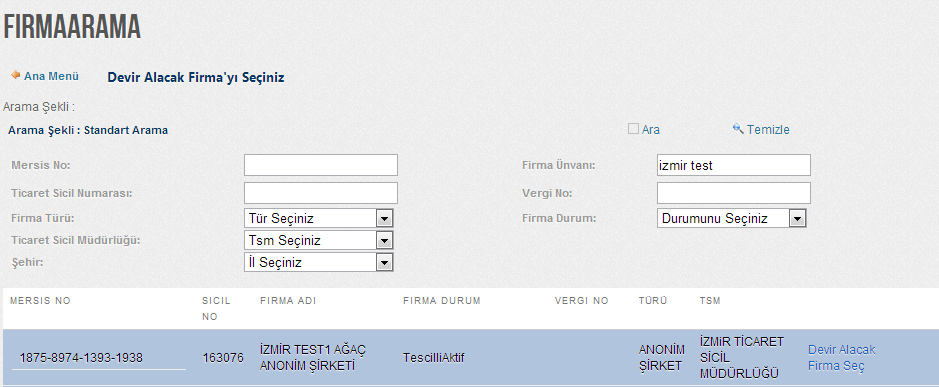 FIRMAARAMA
Ana Menü Devir Alacak Firma'yı Seçiniz
Arama Şekli :
Arama Şekli : Standart Arama Ara Temizle
Mersis No: Firma Ünvanı: izmir test
Ticaret Sicil Numarası: Vergi No:
Firma Türü: Tür Seçiniz Firma Durum: Durumunu Seçiniz
Ticaret Sicil Müdürlüğü: Tsm Seçiniz
Şehir: İl Seçiniz
MERSIS NO SICIL NO FIRMA ADI FIRMA DURUM VERGI NO TÜRÜ TSM
1875-8974-1393-1938 163076 İZMİR TEST1 AĞAÇ ANONİM ŞİRKETİ TescilliAktif ANONİM ŞİRKET İZMİR TİCARET SİCİL MÜDÜRLÜĞÜ Devir Alacak Firma Seç